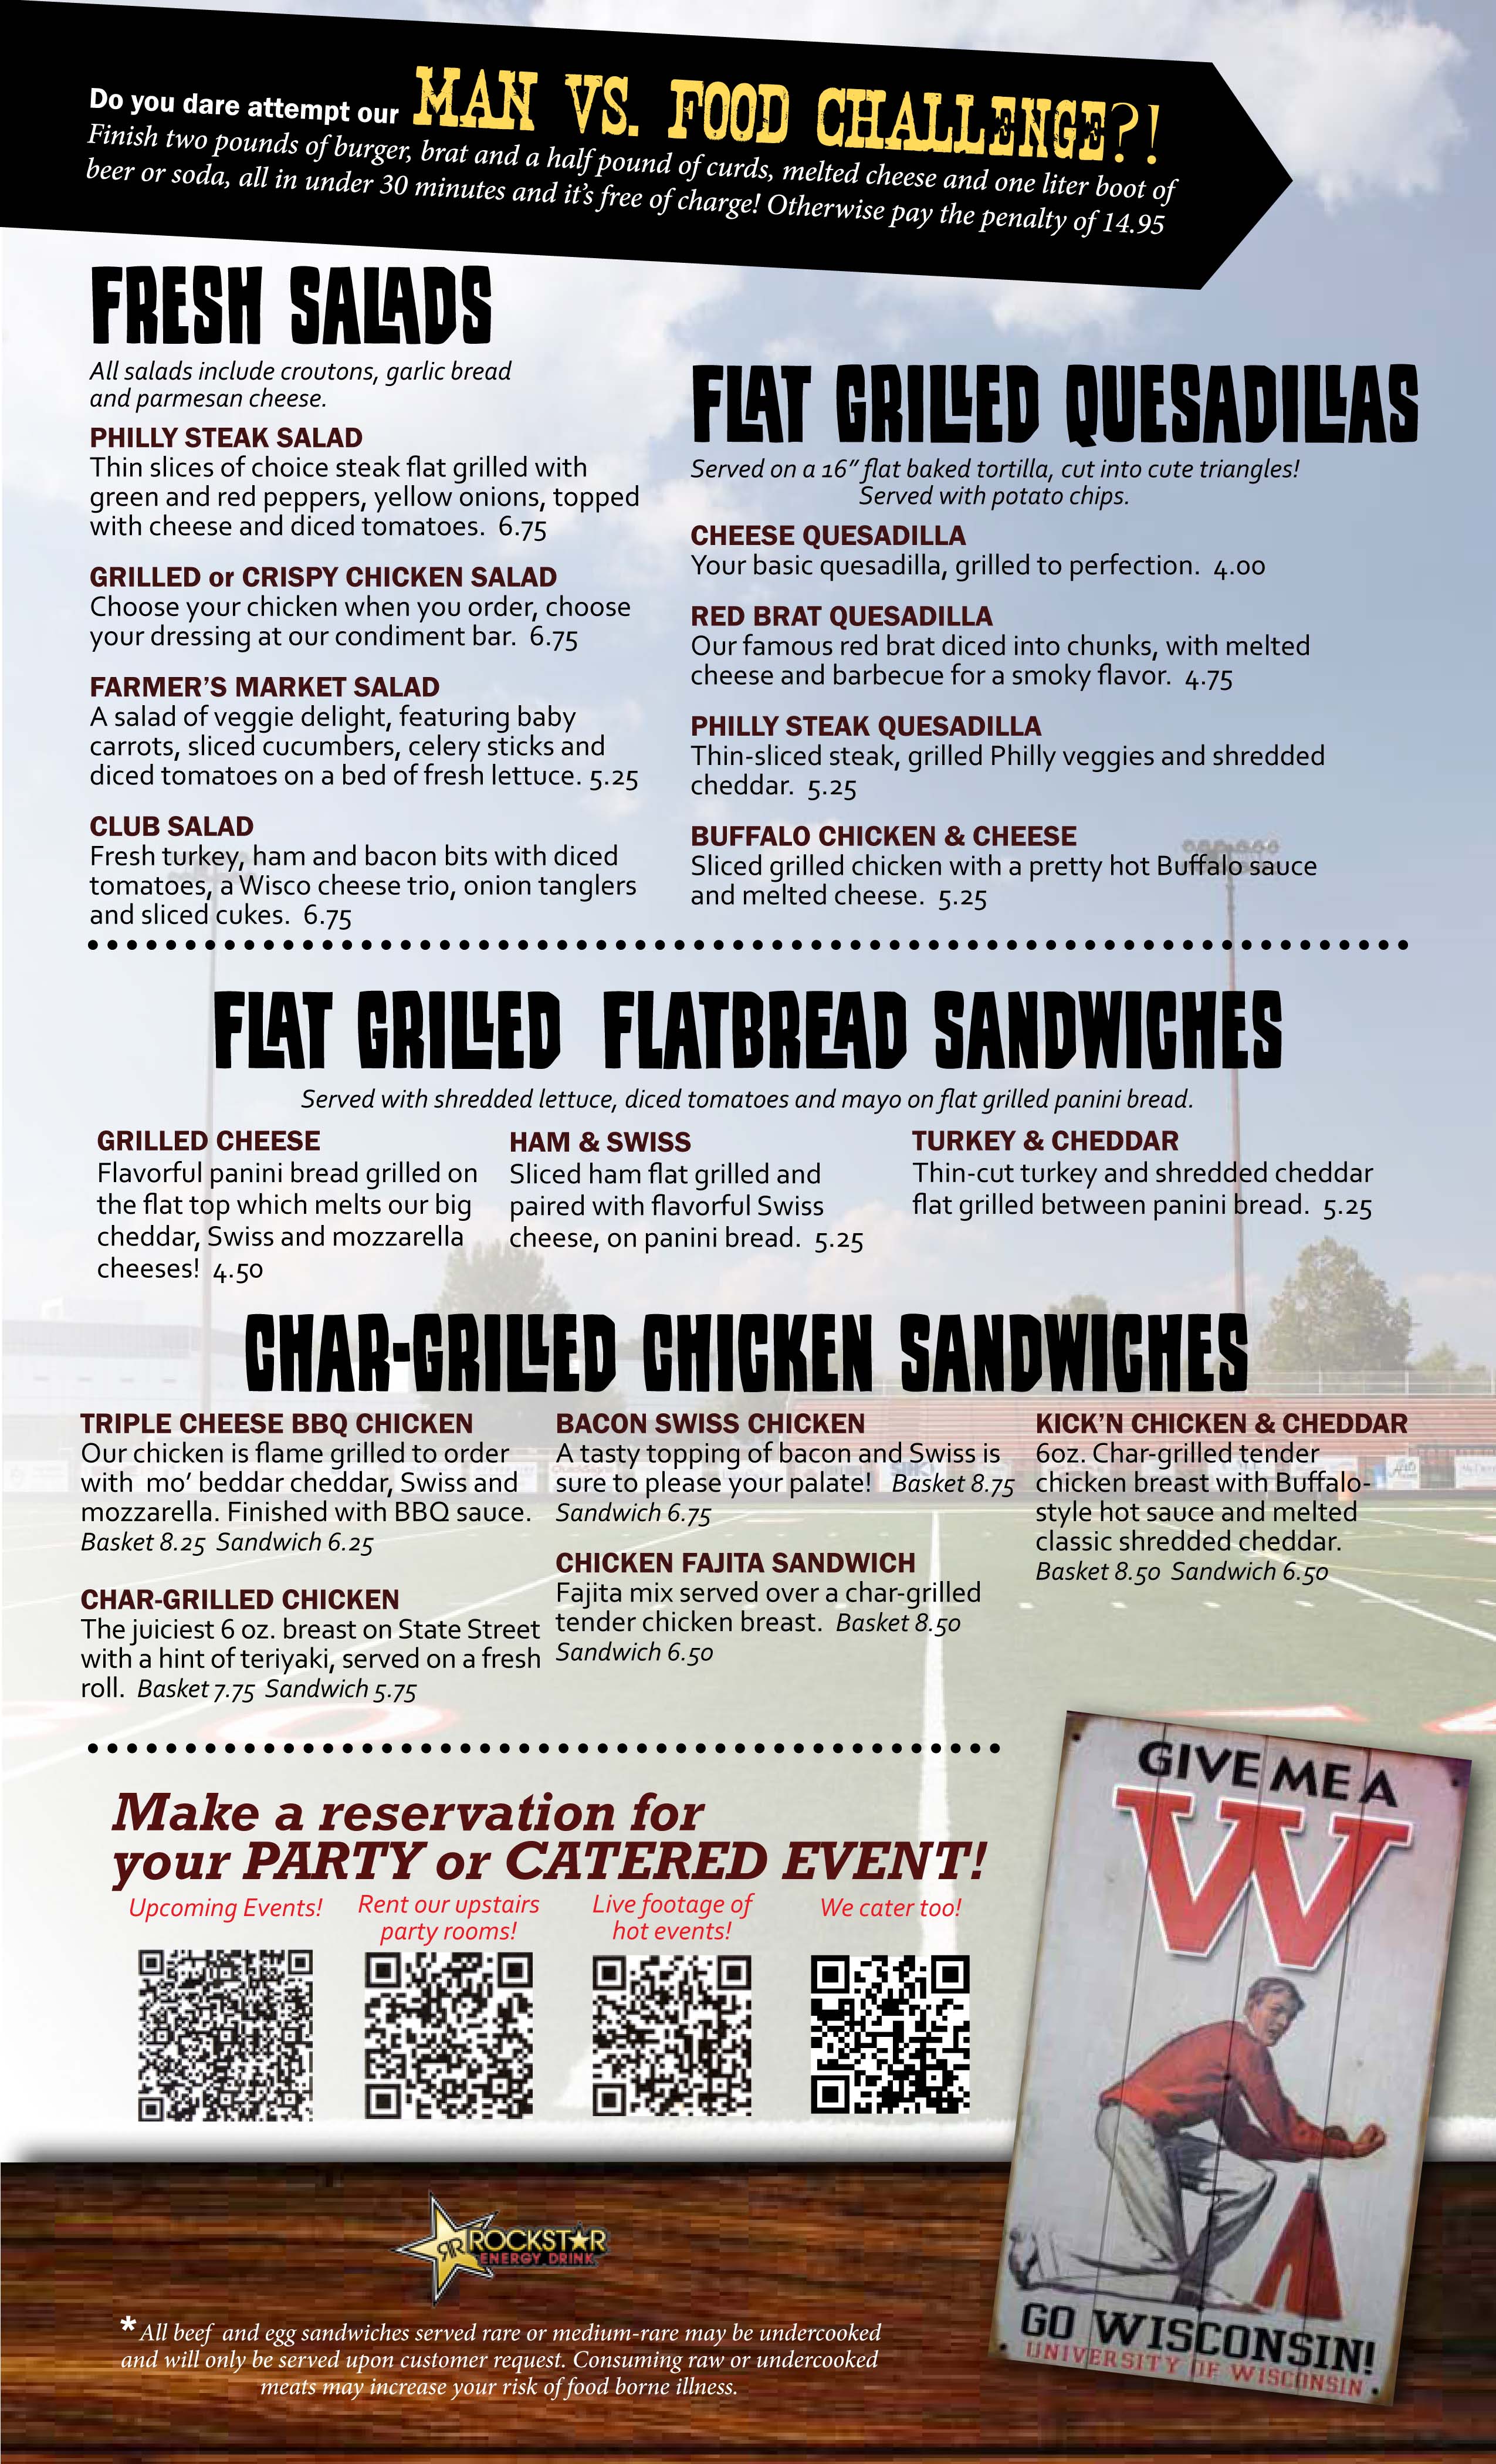 Do you dare attempt our MAN VS. FOOD CHALLENGE?!
Finish two pounds of burger, brat and a half pound of curds, melted cheese and one liter boot of
beer or soda, all in under 30 minutes and it's free of charge! Otherwise pay the penalty of 14.95
FRESH SALADS
All salads include croutons, garlic bread
and parmesan cheese.
PHILLY STEAK SALAD
Thin slices of choice steak flat grilled with
green and red peppers, yellow onions, topped
with cheese and diced tomatoes. 6.75
GRILLED or CRISPY CHICKEN SALAD
Choose your chicken when you order, choose
your dressing at our condiment bar. 6.75
FARMER'S MARKET SALAD
A salad of veggie delight, featuring baby
carrots, sliced cucumbers, celery sticks and
diced tomatoes on a bed of fresh lettuce. 5.25
CLUB SALAD
Fresh turkey, ham and bacon bits with diced
tomatoes, a Wisco cheese trio, onion tanglers
and sliced cukes. 6.75
FLAT GRILLED QUESADILLAS
Served on a 16" flat baked tortilla, cut into cute triangles!
Served with potato chips.
CHEESE QUESADILLA
Your basic quesadilla, grilled to perfection. 4.00
RED BRAT QUESADILLA
Our famous red brat diced into chunks, with melted
cheese and barbecue for a smoky flavor. 4.75
PHILLY STEAK QUESADILLA
Thin-sliced steak, grilled Philly veggies and shredded
cheddar. 5.25
BUFFALO CHICKEN & CHEESE
Sliced grilled chicken with a pretty hot Buffalo sauce
and melted cheese. 5.25
FLAT GRILLED FLATBREAD SANDWICHES
Served with shredded lettuce, diced tomatoes and mayo on flat grilled panini bread.
GRILLED CHEESE
Flavorful panini bread grilled on
the flat top which melts our big
cheddar, Swiss and mozzarella
cheeses! 4.50
HAM & SWISS
Sliced ham flat grilled and
paired with flavorful Swiss
cheese, on panini bread. 5.25
TURKEY & CHEDDAR
Thin-cut turkey and shredded cheddar
flat grilled between panini bread. 5.25
CHAR-GRILLED CHICKEN SANDWICHES
TRIPLE CHEESE BBQ CHICKEN
Our chicken is flame grilled to order
with mo' beddar cheddar, Swiss and
mozzarella. Finished with BBQ sauce.
Basket 8.25 Sandwich 6.25
CHAR-GRILLED CHICKEN
The juiciest 6 oz. breast on State Street
with a hint of teriyaki, served on a fresh
roll. Basket 7.75 Sandwich 5.75
BACON SWISS CHICKEN
A tasty topping of bacon and Swiss is
sure to please your palate! Basket 8.75
Sandwich 6.75
CHICKEN FAJITA SANDWICH
Fajita mix served over a char-grilled
tender chicken breast. Basket 8.50
Sandwich 6.50
KICK'N CHICKEN & CHEDDAR
6oz. Char-grilled tender
chicken breast with Buffalo-
style hot sauce and melted
classic shredded cheddar.
Basket 8.50 Sandwich 6.50
Make a reservation for
your PARTY or CATERED EVENT!
Upcoming Events!
Rent our upstairs
party rooms!
Live footage of
hot events!
We cater too!
GIVE ME A
W
GO WISCONSIN!
UNIVERSITY OF WISCONSIN
ROCKSTAR
ENERGY DRINK
*All beef and egg sandwiches served rare or medium-rare may be undercooked
and will only be served upon customer request. Consuming raw or undercooked
meats may increase your risk of food borne illness.